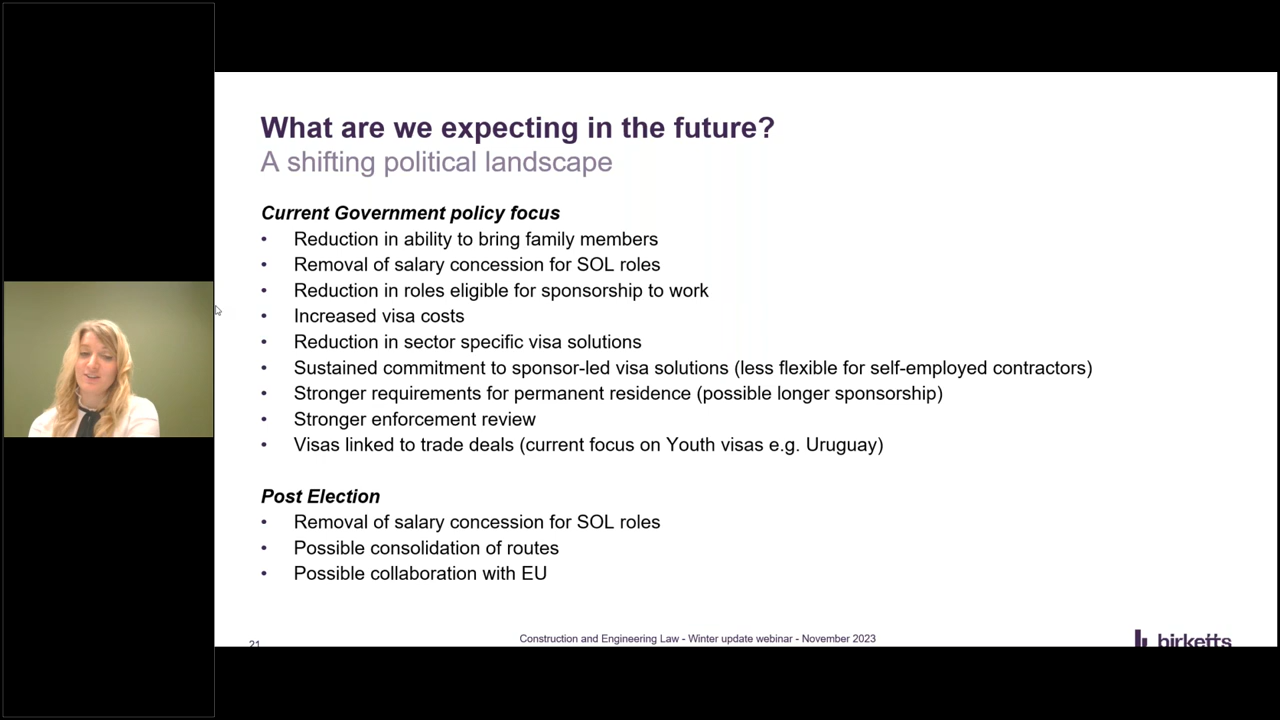 What are we expecting in the future?
A shifting political landscape
Current Government policy focus
• Reduction in ability to bring family members
• Removal of salary concession for SOL roles
• Reduction in roles eligible for sponsorship to work
• Increased visa costs
• Reduction in sector specific visa solutions
• Sustained commitment to sponsor-led visa solutions (less flexible for self-employed contractors)
• Stronger requirements for permanent residence (possible longer sponsorship)
• Stronger enforcement review
• Visas linked to trade deals (current focus on Youth visas e.g. Uruguay)
Post Election
• Removal of salary concession for SOL roles
• Possible consolidation of routes
• Possible collaboration with EU
21
Construction and Engineering Law - Winter update webinar - November 2023
birketts